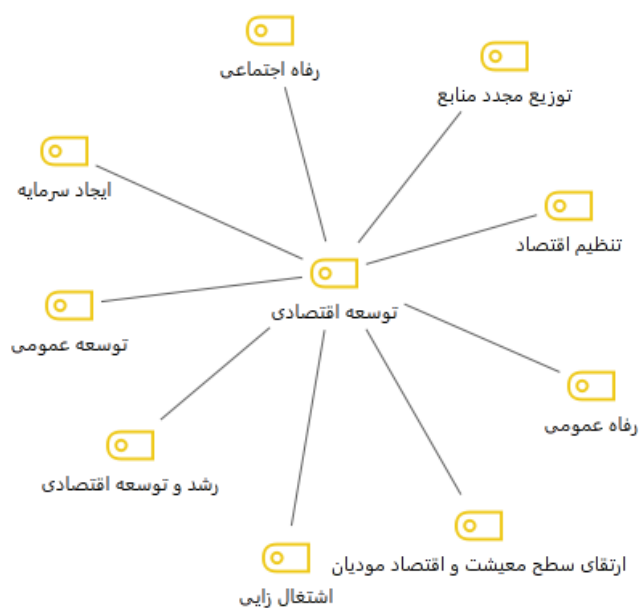 رفاه اجتماعی
توزیع مجدد منابع
ایجاد سرمایه
تنظیم اقتصاد
توسعه اقتصادی
توسعه عمومی
رفاه عمومی
رشد و توسعه اقتصادی
ارتقای سطح معیشت و اقتصاد مودیان
اشتغال زایی